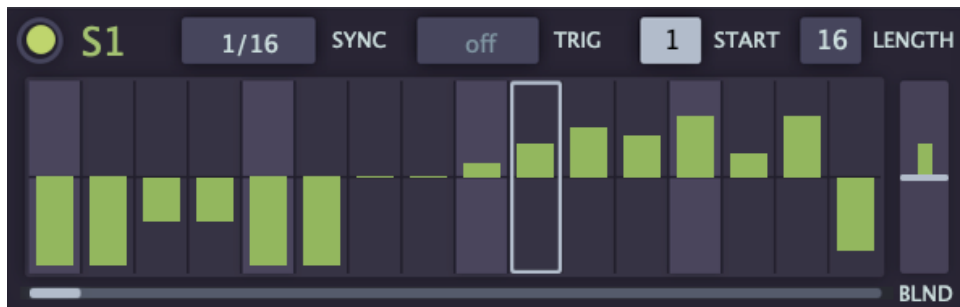 S1 1/16 SYNC off TRIG 1 START 16 LENGTH
BLND